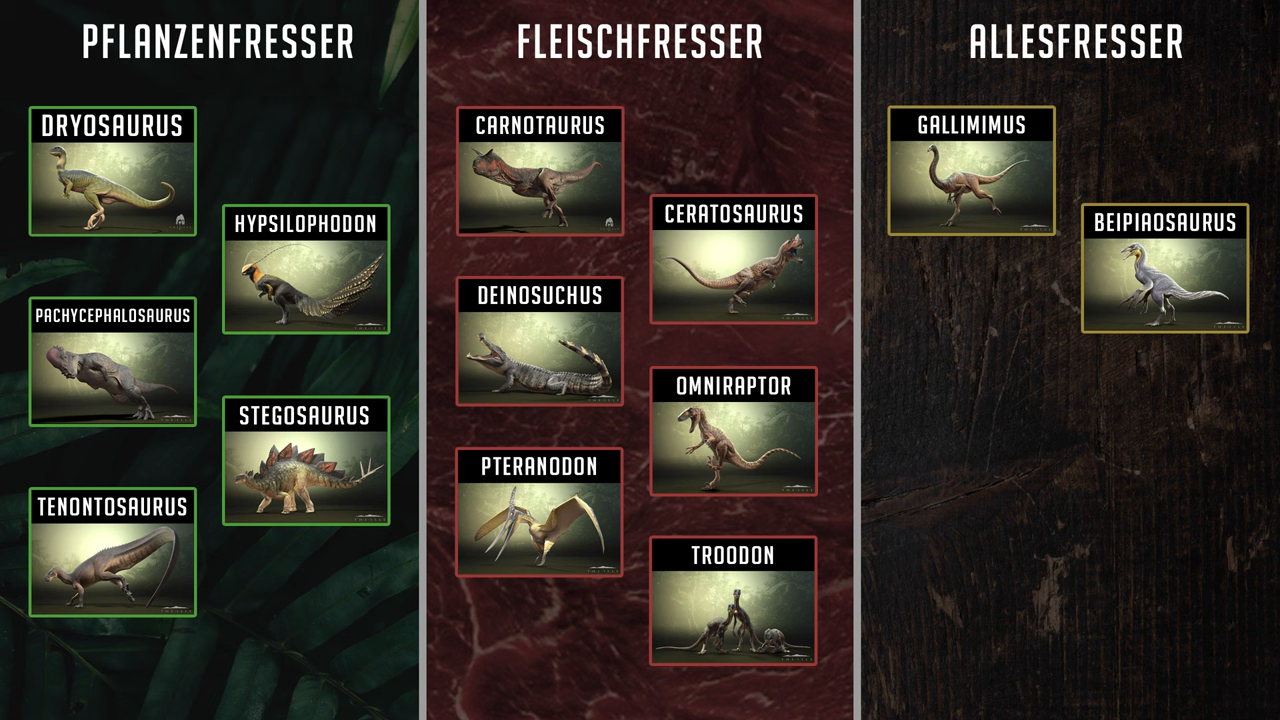 PFLANZENFRESSER
DRYOSAURUS
HYPSILOPHODON
PACHYCEPHALOSAURUS
STEGOSAURUS
TENONTOSAURUS
FLEISCHFRESSER
CARNOTAURUS
CERATOSAURUS
DEINOSUCHUS
OMNIRAPTOR
PTERANODON
TROODON
ALLESFRESSER
GALLIMIMUS
BEIPIAOSAURUS